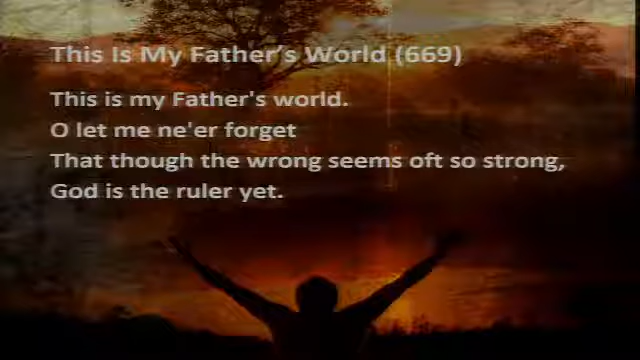 This Is My Father's World (669)
This is my Father's world.
O let me ne'er forget
That though the wrong seems oft so strong,
God is the ruler yet.